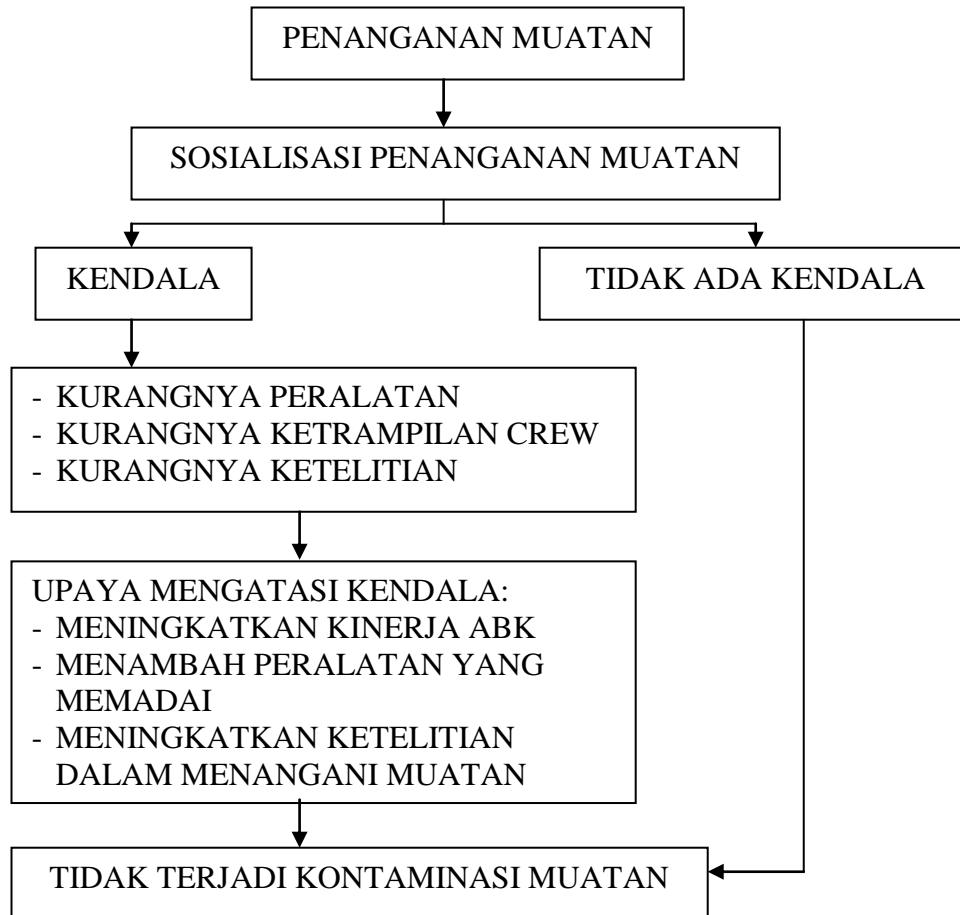 PENANGANAN MUATAN
SOSIALISASI PENANGANAN MUATAN
KENDALA
TIDAK ADA KENDALA
- KURANGNYA PERALATAN
- KURANGNYA KETRAMPILAN CREW
- KURANGNYA KETELITIAN
UPAYA MENGATASI KENDALA:
- MENINGKATKAN KINERJA ABK
- MENAMBAH PERALATAN YANG
MEMADAI
- MENINGKATKAN KETELITIAN
DALAM MENANGANI MUATAN
TIDAK TERJADI KONTAMINASI MUATAN